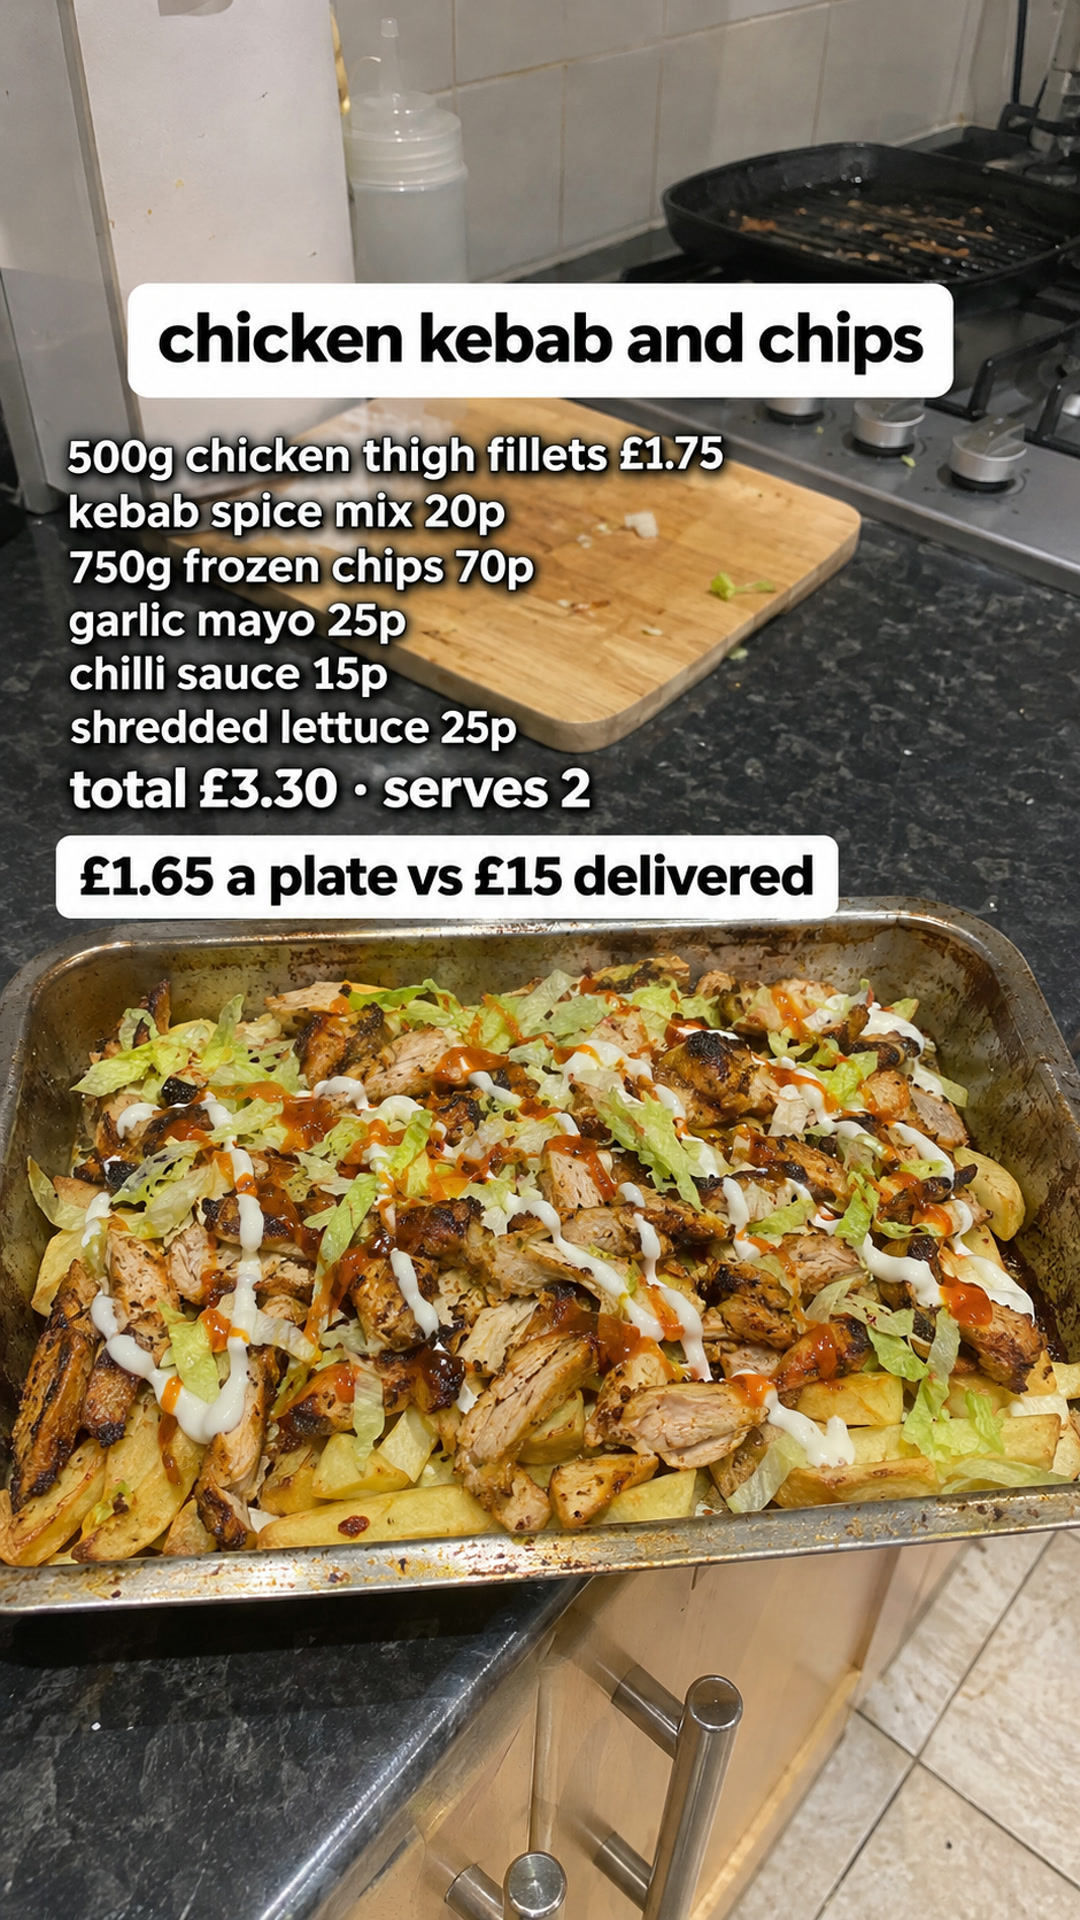 chicken kebab and chips
500g chicken thigh fillets £1.75
kebab spice mix 20p
750g frozen chips 70p
garlic mayo 25p
chilli sauce 15p
shredded lettuce 25p
total £3.30 · serves 2
£1.65 a plate vs £15 delivered